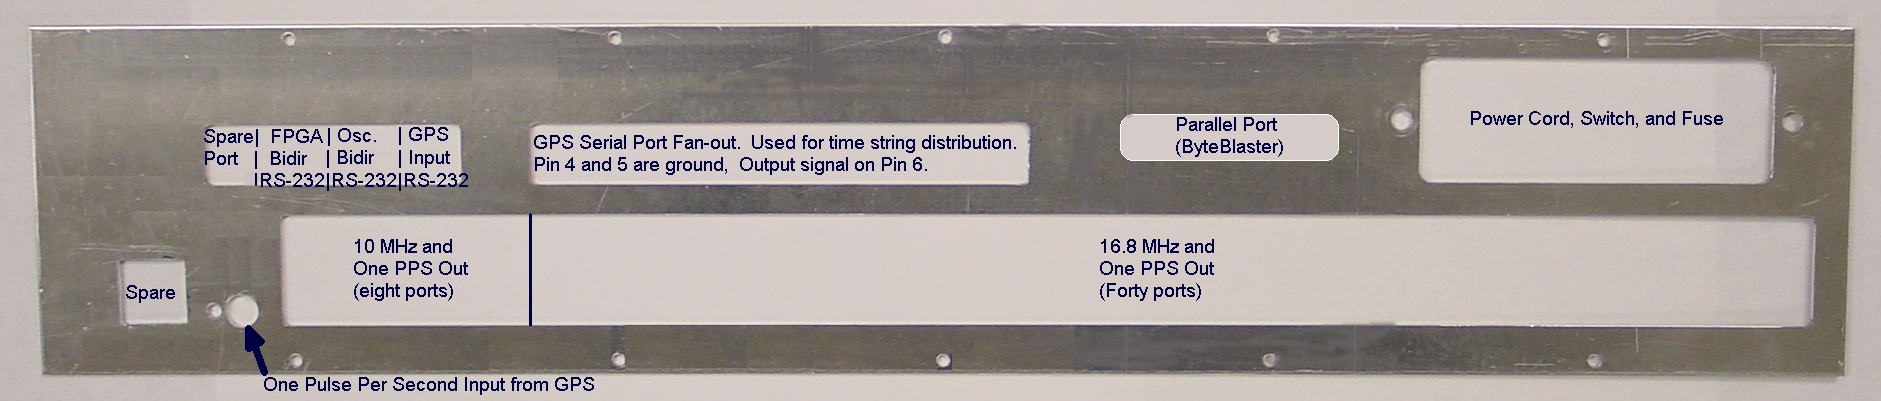 Spare| FPGA| Osc. | GPS
Port | Bidir | Bidir | Input
|RS-232|RS-232|RS-232
GPS Serial Port Fan-out. Used for time string distribution.
Pin 4 and 5 are ground, Output signal on Pin 6.
Parallel Port
(ByteBlaster)
Power Cord, Switch, and Fuse
Spare
10 MHz and
One PPS Out
(eight ports)
16.8 MHz and
One PPS Out
(Forty ports)
One Pulse Per Second Input from GPS